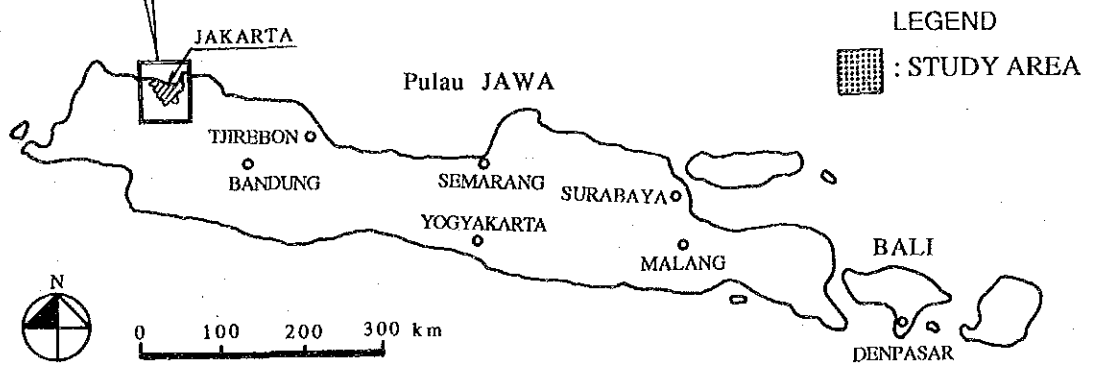 LEGEND
: STUDY AREA
JAKARTA
Pulau JAWA
TJIREBON
BANDUNG
SEMARANG
SURABAYA
YOGYAKARTA
MALANG
BALI
DENPASAR
N
0 100 200 300 km